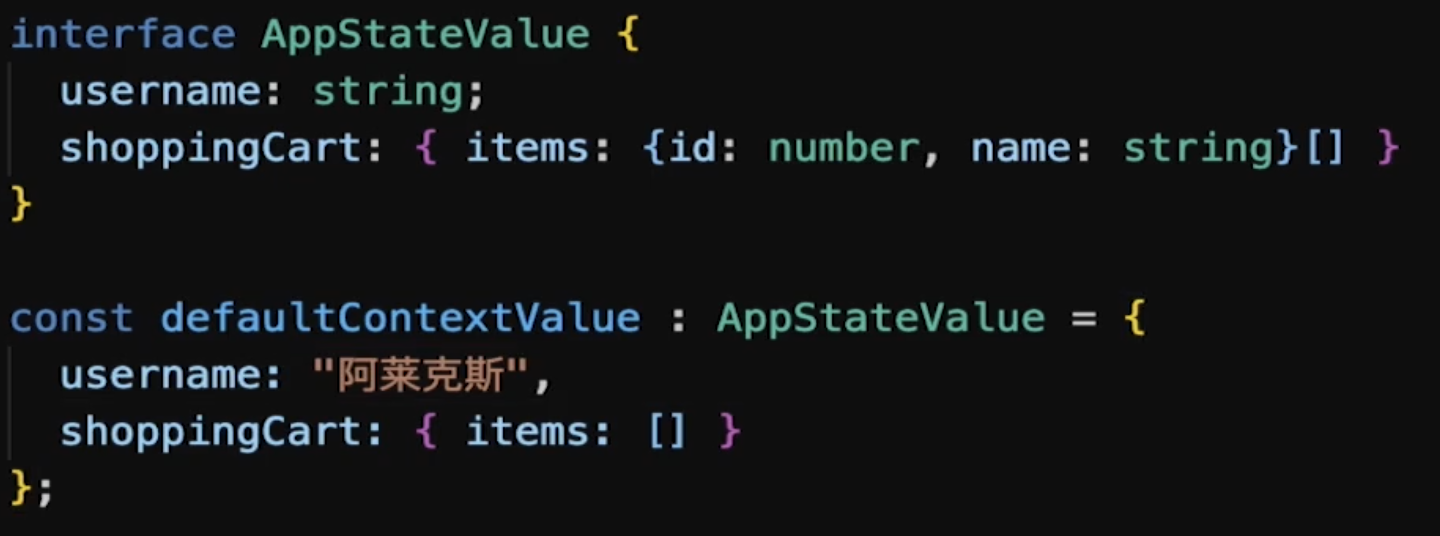 interface AppStateValue {
  username: string;
  shoppingCart: { items: {id: number, name: string}[] }
}

const defaultContextValue : AppStateValue = {
  username: "阿莱克斯",
  shoppingCart: { items: [] }
};